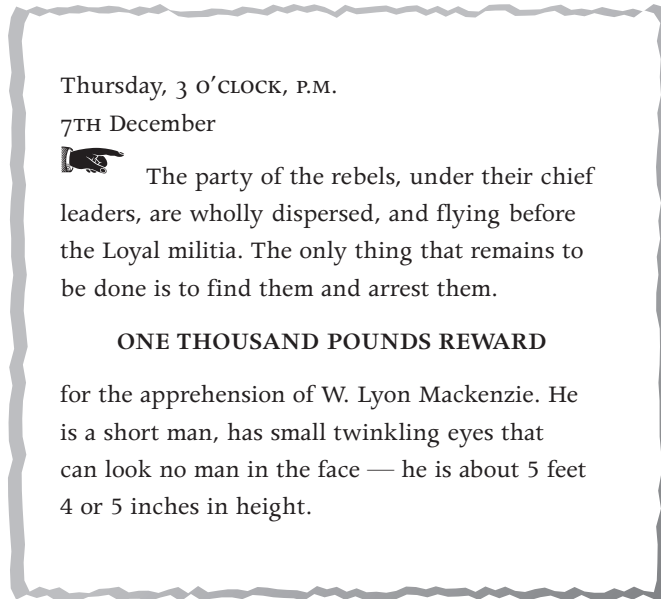 Thursday, 3 O'CLOCK, P.M.
7TH December
The party of the rebels, under their chief
leaders, are wholly dispersed, and flying before
the Loyal militia. The only thing that remains to
be done is to find them and arrest them.
ONE THOUSAND POUNDS REWARD
for the apprehension of W. Lyon Mackenzie. He
is a short man, has small twinkling eyes that
can look no man in the face — he is about 5 feet
4 or 5 inches in height.